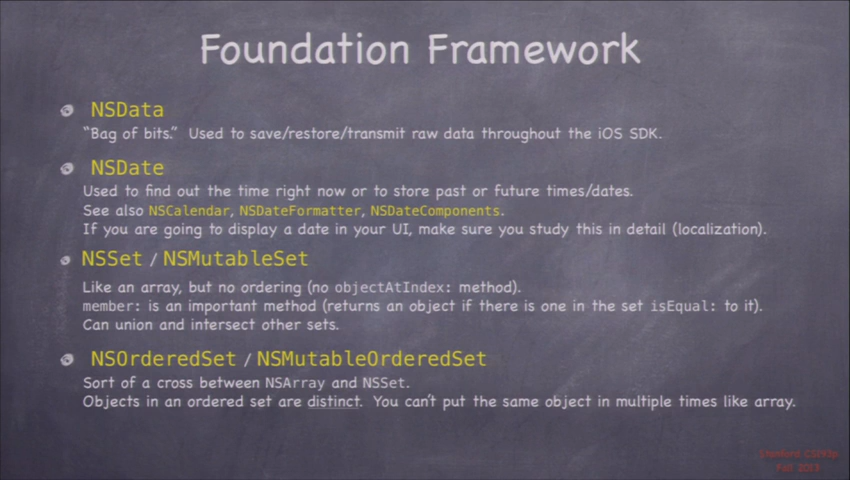 Foundation Framework
NSData
“Bag of bits.” Used to save/restore/transmit raw data throughout the iOS SDK.
NSDate
Used to find out the time right now or to store past or future times/dates.
See also NSCalendar, NSDateFormatter, NSDateComponents.
If you are going to display a date in your UI, make sure you study this in detail (localization).
NSSet / NSMutableSet
Like an array, but no ordering (no objectAtIndex: method).
member: is an important method (returns an object if there is one in the set isEqual: to it).
Can union and intersect other sets.
NSOrderedSet / NSMutableOrderedSet
Sort of a cross between NSArray and NSSet.
Objects in an ordered set are distinct. You can't put the same object in multiple times like array.
Stanford CS193p
Fall 2013